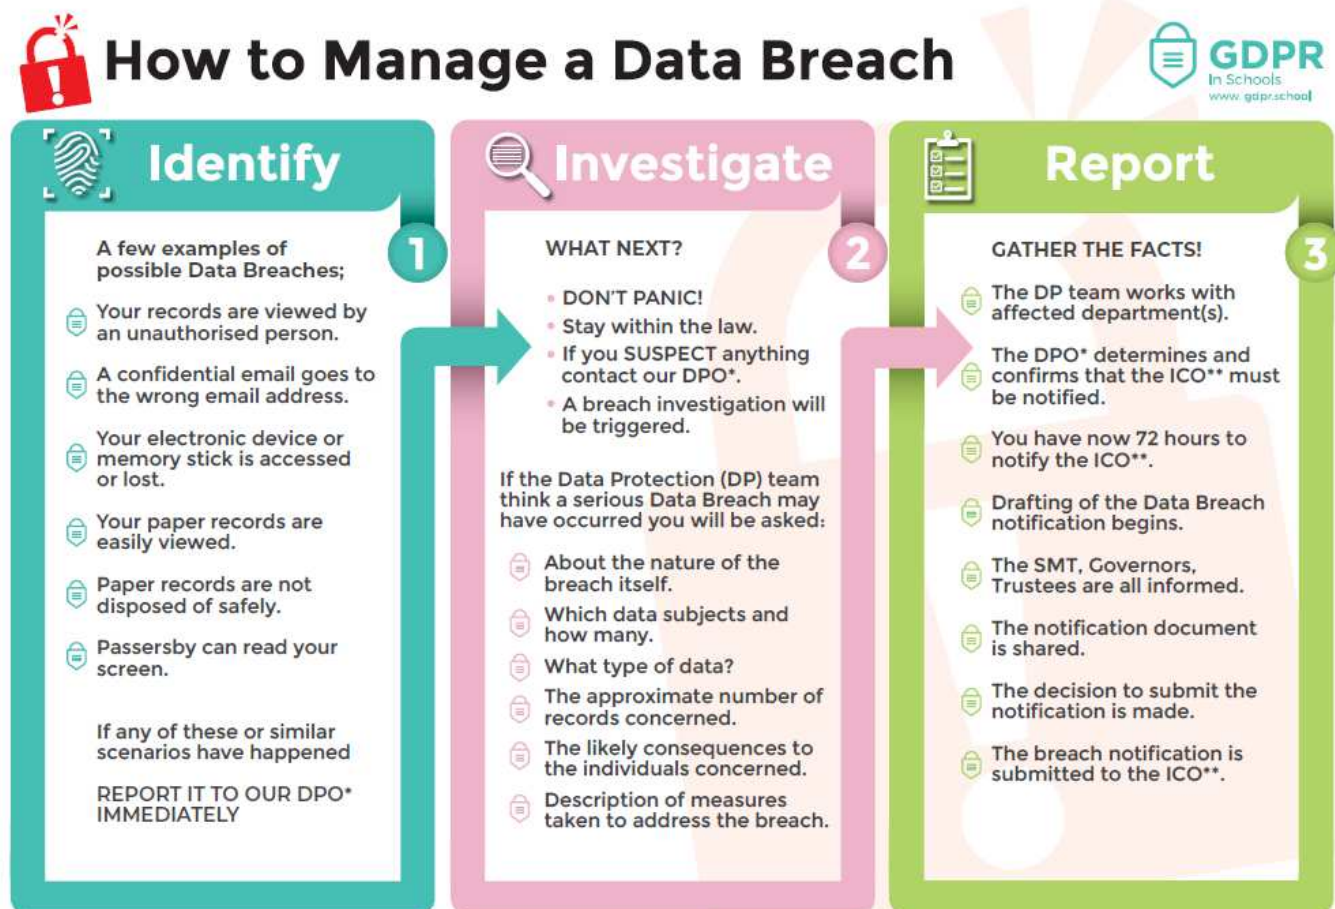 How to Manage a Data Breach
GDPR
In Schools
www.gdpr.school
Identify
1
A few examples of
possible Data Breaches;
Your records are viewed by
an unauthorised person.
A confidential email goes to
the wrong email address.
Your electronic device or
memory stick is accessed
or lost.
Your paper records are
easily viewed.
Paper records are not
disposed of safely.
Passersby can read your
screen.
If any of these or similar
scenarios have happened
REPORT IT TO OUR DPO*
IMMEDIATELY
Investigate
2
WHAT NEXT?
DON'T PANIC!
Stay within the law.
If you SUSPECT anything
contact our DPO*.
A breach investigation will
be triggered.
If the Data Protection (DP) team
think a serious Data Breach may
have occurred you will be asked:
About the nature of the
breach itself.
Which data subjects and
how many.
What type of data?
The approximate number of
records concerned.
The likely consequences to
the individuals concerned.
Description of measures
taken to address the breach.
Report
3
GATHER THE FACTS!
The DP team works with
affected department(s).
The DPO* determines and
confirms that the ICO** must
be notified.
You have now 72 hours to
notify the ICO**.
Drafting of the Data Breach
notification begins.
The SMT, Governors,
Trustees are all informed.
The notification document
is shared.
The decision to submit the
notification is made.
The breach notification is
submitted to the ICO**.